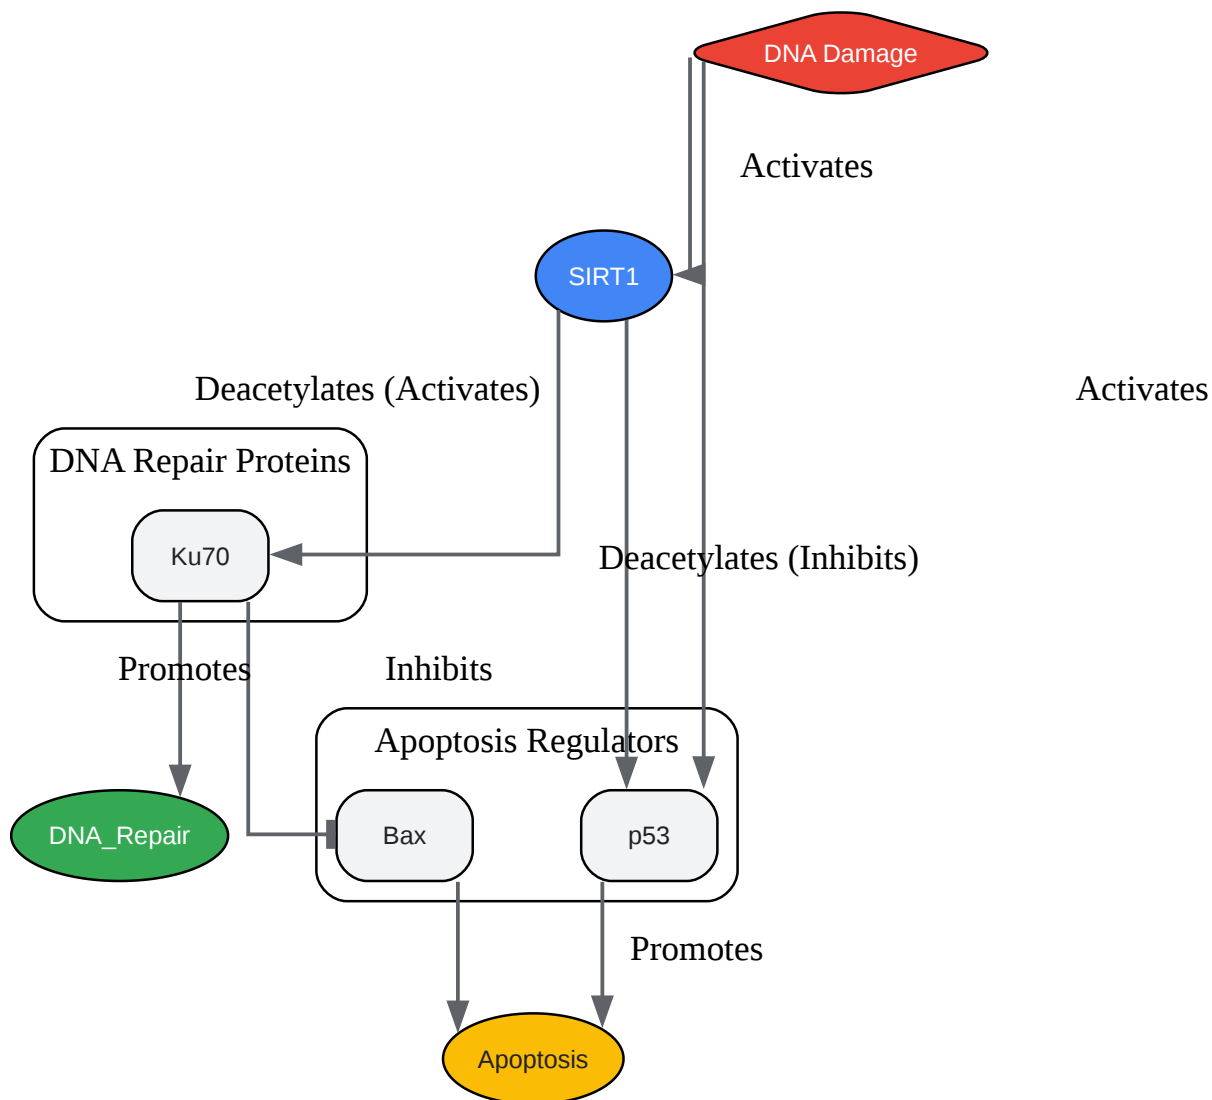 DNA Damage
Activates
SIRT1
Deacetylates (Activates)
Activates
DNA Repair Proteins
Ku70
Deacetylates (Inhibits)
Promotes
Inhibits
Apoptosis Regulators
DNA_Repair
Bax
p53
Promotes
Apoptosis